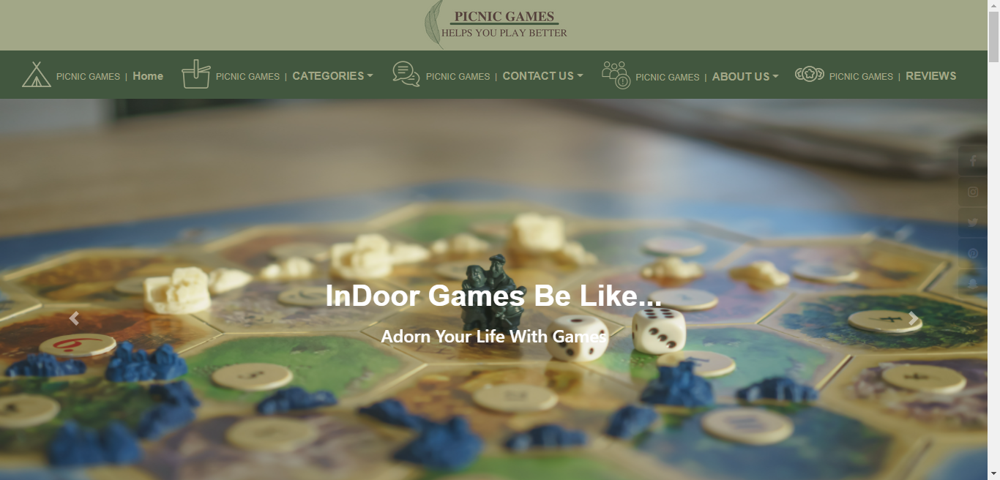 PICNIC GAMES
HELPS YOU PLAY BETTER
PICNIC GAMES | Home
PICNIC GAMES | CATEGORIES
PICNIC GAMES | CONTACT US
PICNIC GAMES | ABOUT US
PICNIC GAMES | REVIEWS
InDoor Games Be Like...
Adorn Your Life With Games